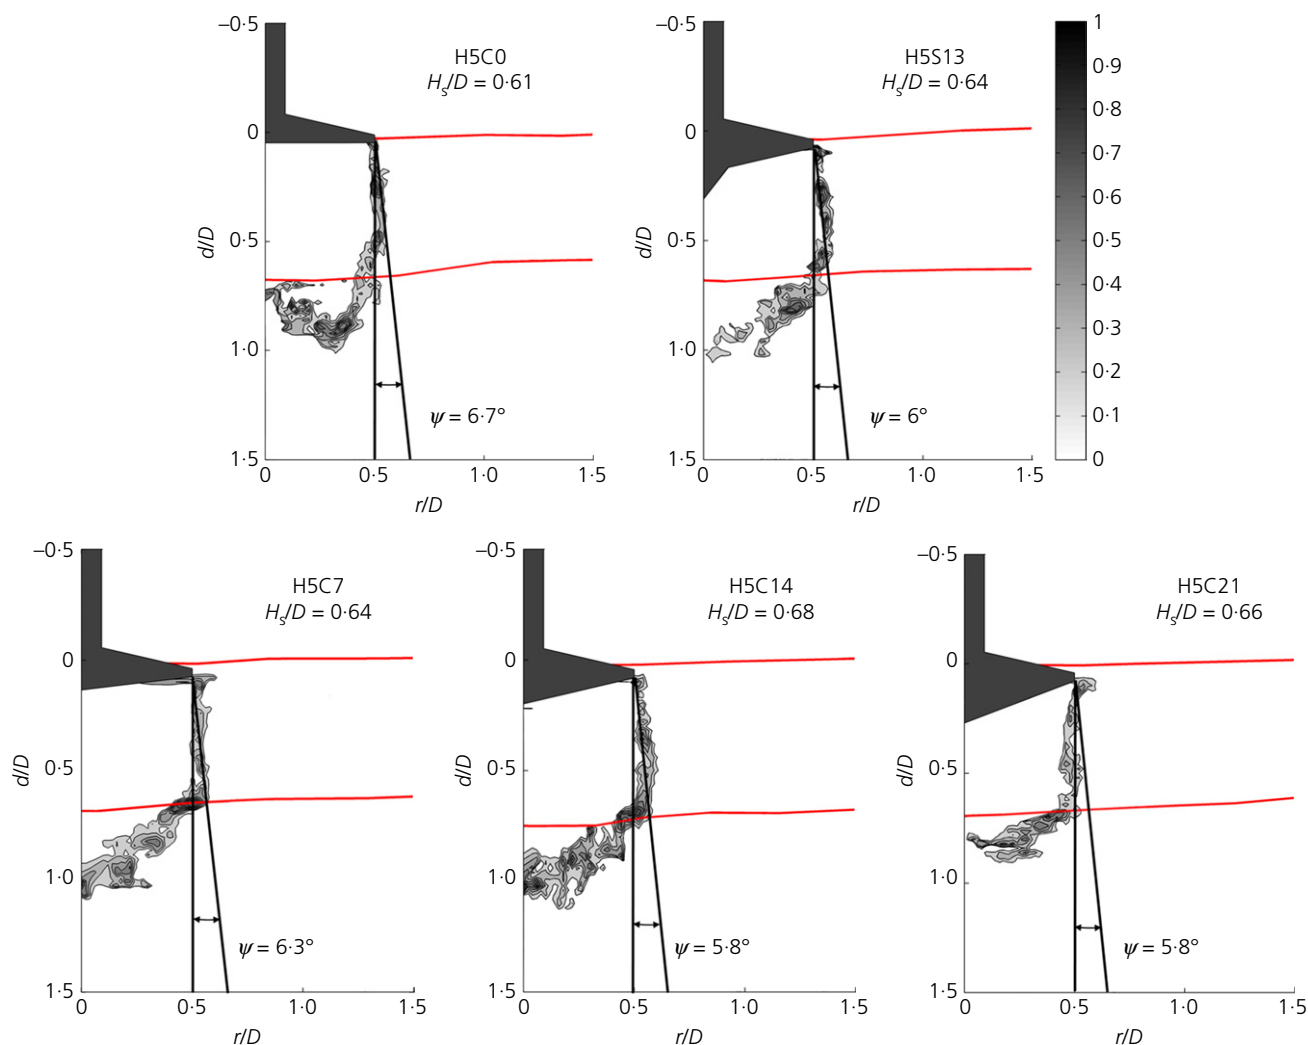 −0·5
0
0·5
1·0
1·5
d/D
0
0·5
1·0
1·5
r/D
H5C0
Hs/D = 0·61
ψ = 6·7°
−0·5
0
0·5
1·0
1·5
d/D
0
0·5
1·0
1·5
r/D
H5S13
Hs/D = 0·64
ψ = 6°
1
0·9
0·8
0·7
0·6
0·5
0·4
0·3
0·2
0·1
0
−0·5
0
0·5
1·0
1·5
d/D
0
0·5
1·0
1·5
r/D
H5C7
Hs/D = 0·64
ψ = 6·3°
−0·5
0
0·5
1·0
1·5
d/D
0
0·5
1·0
1·5
r/D
H5C14
Hs/D = 0·68
ψ = 5·8°
−0·5
0
0·5
1·0
1·5
d/D
0
0·5
1·0
1·5
r/D
H5C21
Hs/D = 0·66
ψ = 5·8°